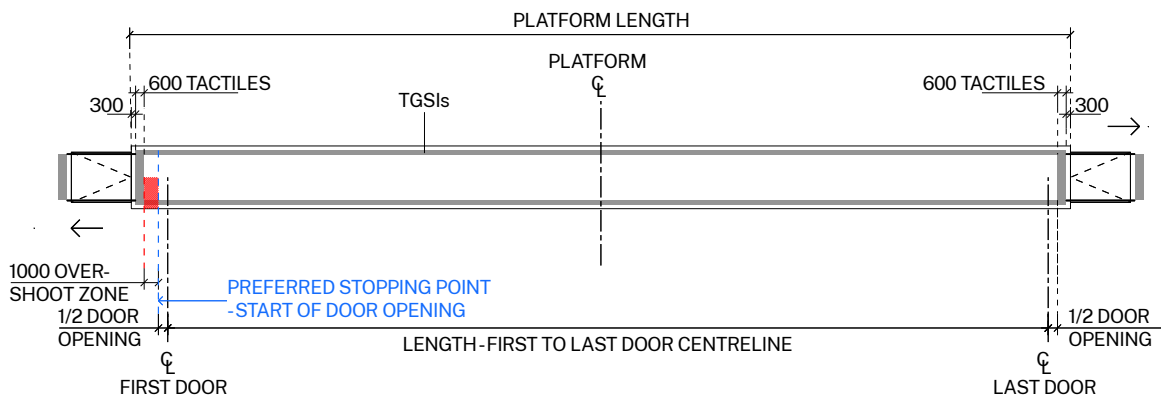 PLATFORM LENGTH
PLATFORM
℄
600 TACTILES
600 TACTILES
300
TGSIs
300
1000 OVER-
SHOOT ZONE
PREFERRED STOPPING POINT
-START OF DOOR OPENING
1/2 DOOR
OPENING
LENGTH-FIRST TO LAST DOOR CENTRELINE
1/2 DOOR
OPENING
℄
FIRST DOOR
℄
LAST DOOR